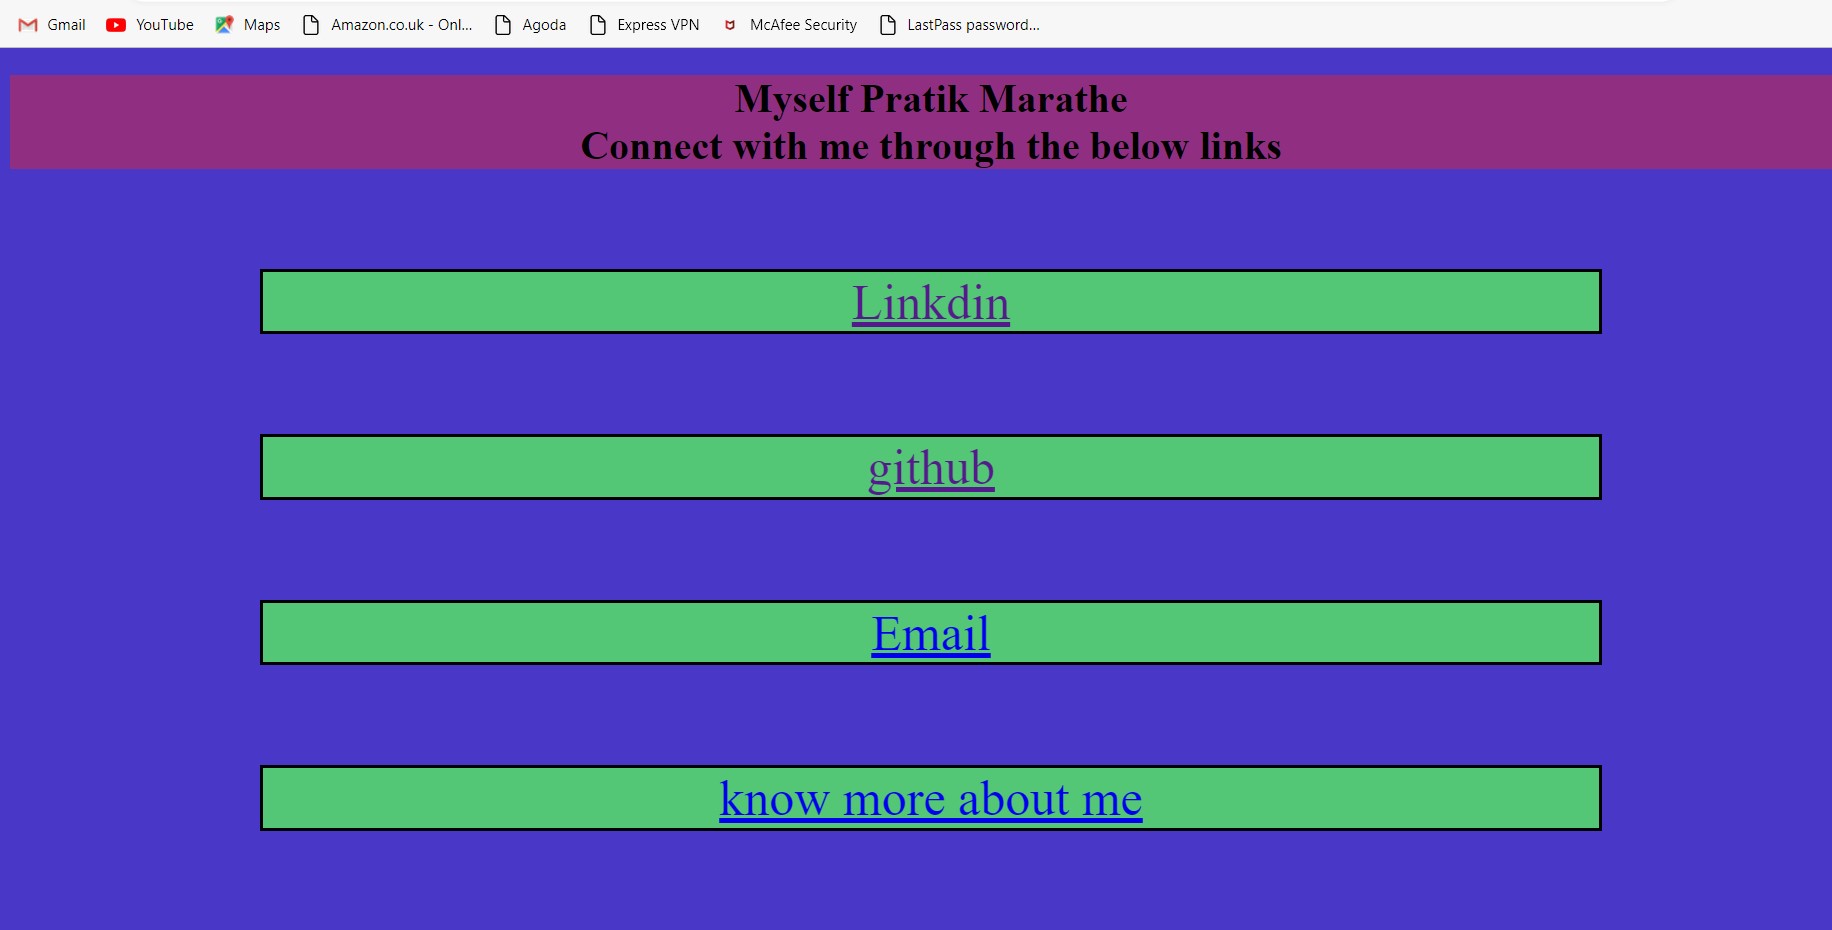 Gmail YouTube Maps Amazon.co.uk - Onl... Agoda Express VPN McAfee Security LastPass password...
Myself Pratik Marathe
Connect with me through the below links
Linkdin
github
Email
know more about me